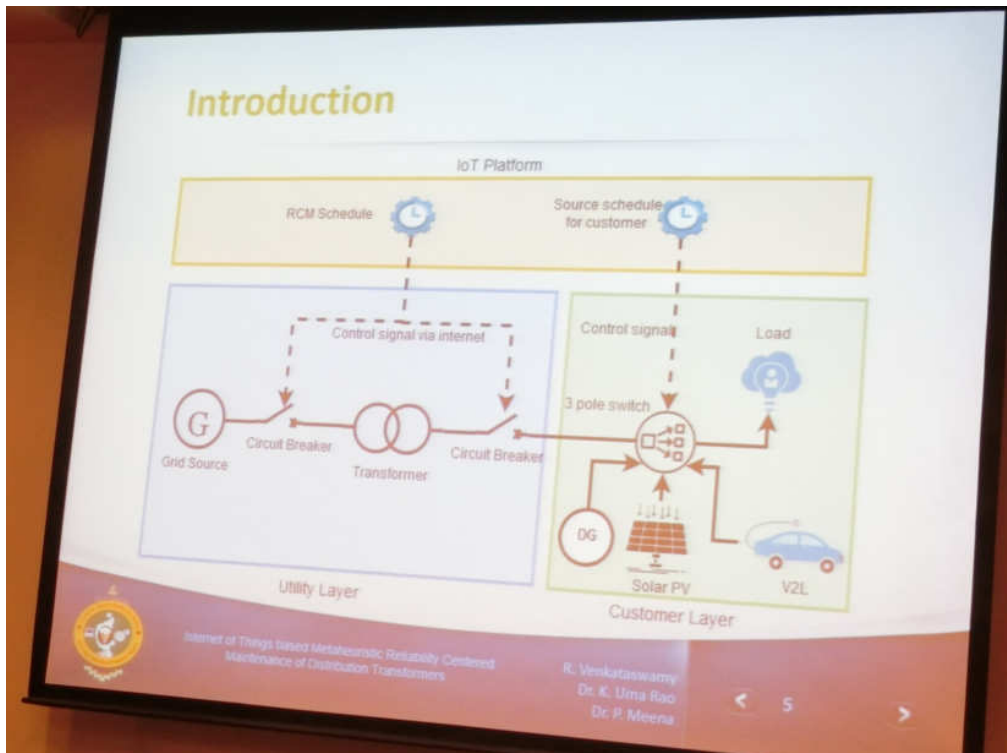 Introduction
IoT Platform
RCM Schedule
Source schedule
for customer
Control signal via internet
Control signal
Load
3 pole switch
G
Grid Source
Circuit Breaker
Transformer
Circuit Breaker
DG
Solar PV
V2L
Utility Layer
Customer Layer
Internet of Things based Metaheuristic Reliability Centered
Maintenance of Distribution Transformers
R. Venkataswamy
Dr. K. Uma Rao
Dr. P. Meena
< 5 >